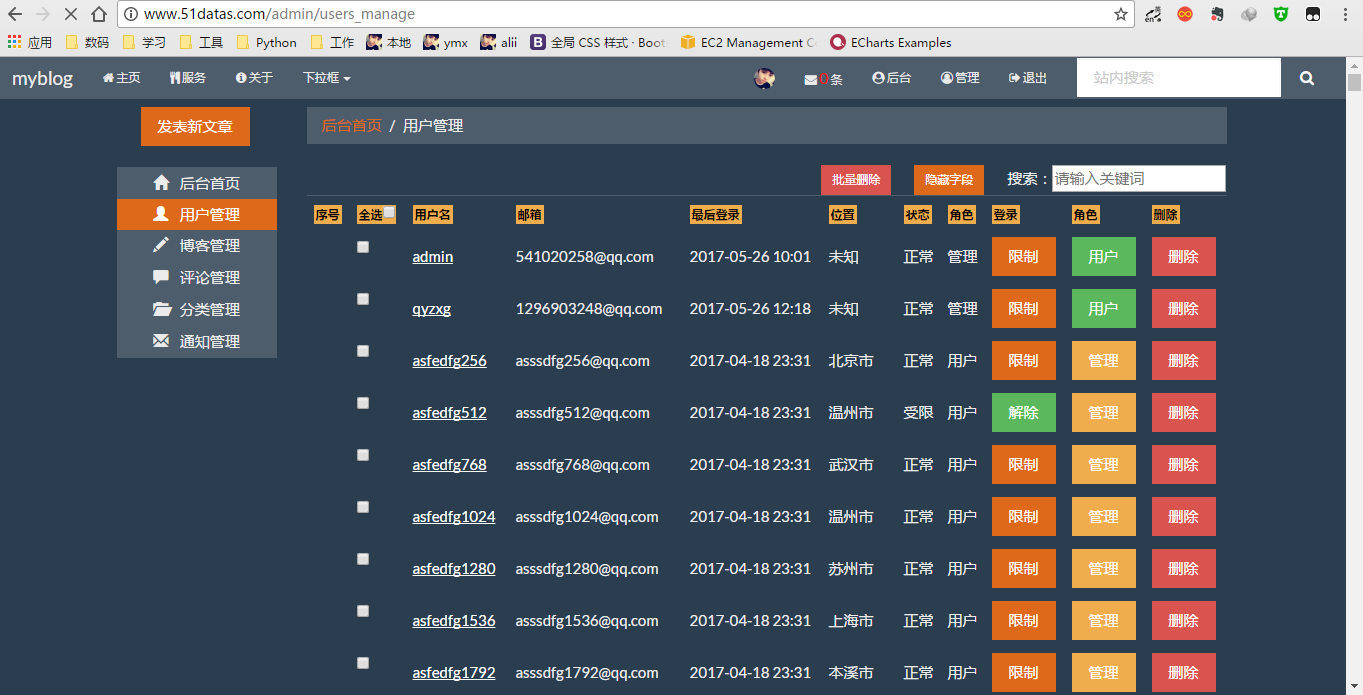 www.51datas.com/admin/users_manage
应用 数码 学习 工具 Python 工作 本地 ymx alii 全局 CSS 样式 · Boot EC2 Management C ECharts Examples
myblog 主页 服务 关于 下拉框 0 条 后台 管理 退出 站内搜索
发表新文章
后台首页 / 用户管理
后台首页
用户管理
博客管理
评论管理
分类管理
通知管理
批量删除 隐藏字段 搜索： 请输入关键词
序号 全选 用户名 邮箱 最后登录 位置 状态 角色 登录 角色 删除
admin 541020258@qq.com 2017-05-26 10:01 未知 正常 管理 限制 用户 删除
qyzxg 1296903248@qq.com 2017-05-26 12:18 未知 正常 管理 限制 用户 删除
asfedfg256 asssdfg256@qq.com 2017-04-18 23:31 北京市 正常 用户 限制 管理 删除
asfedfg512 asssdfg512@qq.com 2017-04-18 23:31 温州市 受限 用户 解除 管理 删除
asfedfg768 asssdfg768@qq.com 2017-04-18 23:31 武汉市 正常 用户 限制 管理 删除
asfedfg1024 asssdfg1024@qq.com 2017-04-18 23:31 温州市 正常 用户 限制 管理 删除
asfedfg1280 asssdfg1280@qq.com 2017-04-18 23:31 苏州市 正常 用户 限制 管理 删除
asfedfg1536 asssdfg1536@qq.com 2017-04-18 23:31 上海市 正常 用户 限制 管理 删除
asfedfg1792 asssdfg1792@qq.com 2017-04-18 23:31 本溪市 正常 用户 限制 管理 删除